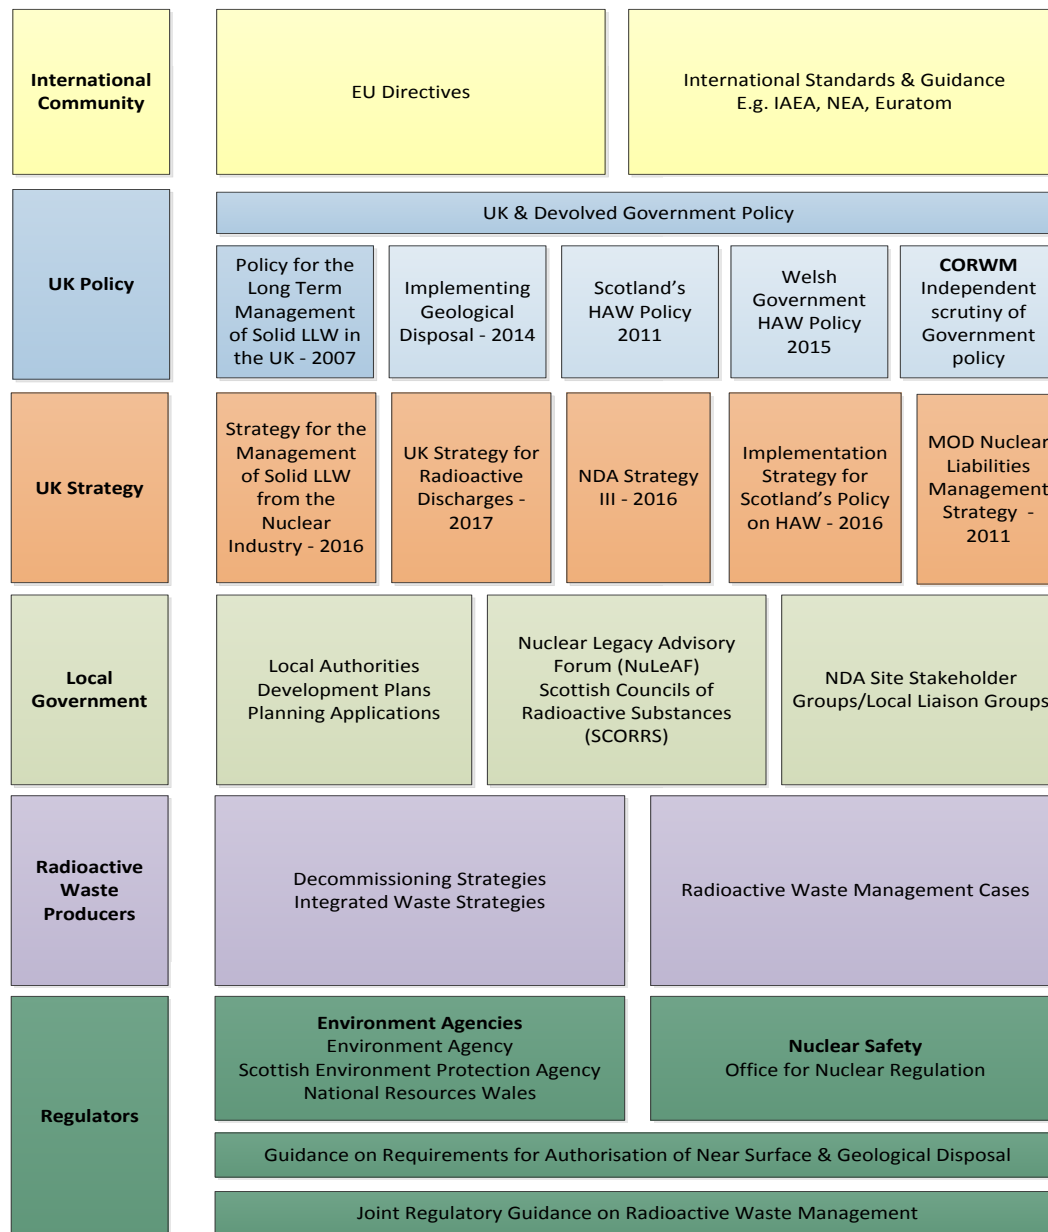 International
Community
EU Directives
International Standards & Guidance
E.g. IAEA, NEA, Euratom
UK Policy
UK & Devolved Government Policy
Policy for the
Long Term
Management
of Solid LLW in
the UK - 2007
Implementing
Geological
Disposal - 2014
Scotland's
HAW Policy
2011
Welsh
Government
HAW Policy
2015
CORWM
Independent
scrutiny of
Government
policy
UK Strategy
Strategy for the
Management
of Solid LLW
from the
Nuclear
Industry - 2016
UK Strategy for
Radioactive
Discharges -
2017
NDA Strategy
III - 2016
Implementation
Strategy for
Scotland's Policy
on HAW - 2016
MOD Nuclear
Liabilities
Management
Strategy -
2011
Local
Government
Local Authorities
Development Plans
Planning Applications
Nuclear Legacy Advisory
Forum (NuLeAF)
Scottish Councils of
Radioactive Substances
(SCORRS)
NDA Site Stakeholder
Groups/Local Liaison Groups
Radioactive
Waste
Producers
Decommissioning Strategies
Integrated Waste Strategies
Radioactive Waste Management Cases
Regulators
Environment Agencies
Environment Agency
Scottish Environment Protection Agency
National Resources Wales
Nuclear Safety
Office for Nuclear Regulation
Guidance on Requirements for Authorisation of Near Surface & Geological Disposal
Joint Regulatory Guidance on Radioactive Waste Management